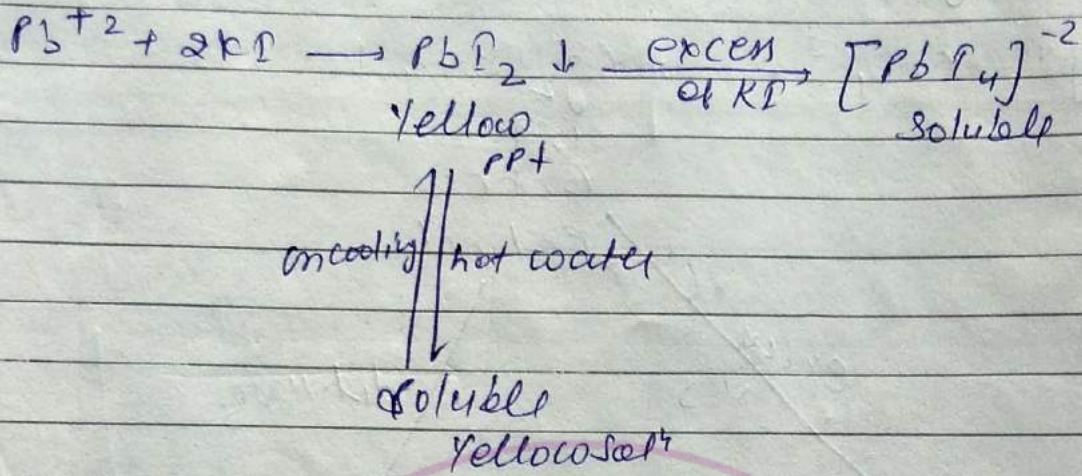 Pb⁺² + 2KI → PbI₂ ↓ excess of KI → [PbI₄]⁻²
Yellow soluble
ppt
on cooling hot water
soluble
Yellow solⁿ